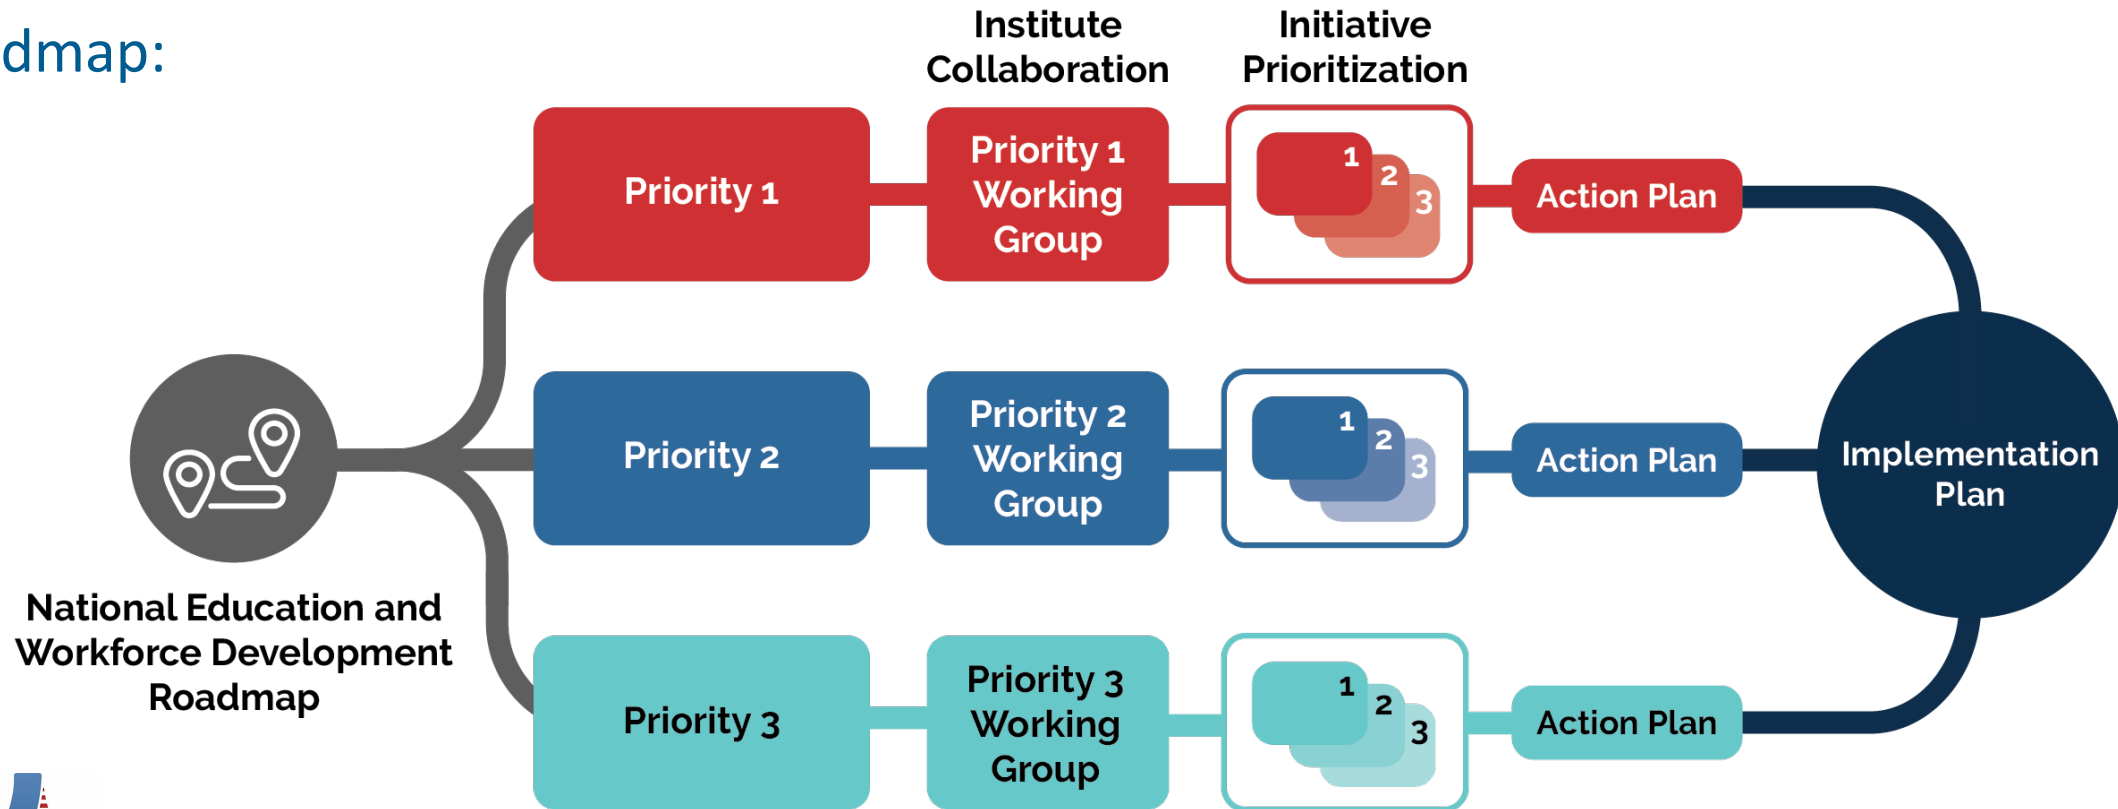 dmap:
Institute
Collaboration
Initiative
Prioritization
Priority 1
Priority 1
Working
Group
1
2
3
Action Plan
Priority 2
Priority 2
Working
Group
1
2
3
Action Plan
Implementation
Plan
National Education and
Workforce Development
Roadmap
Priority 3
Priority 3
Working
Group
1
2
3
Action Plan